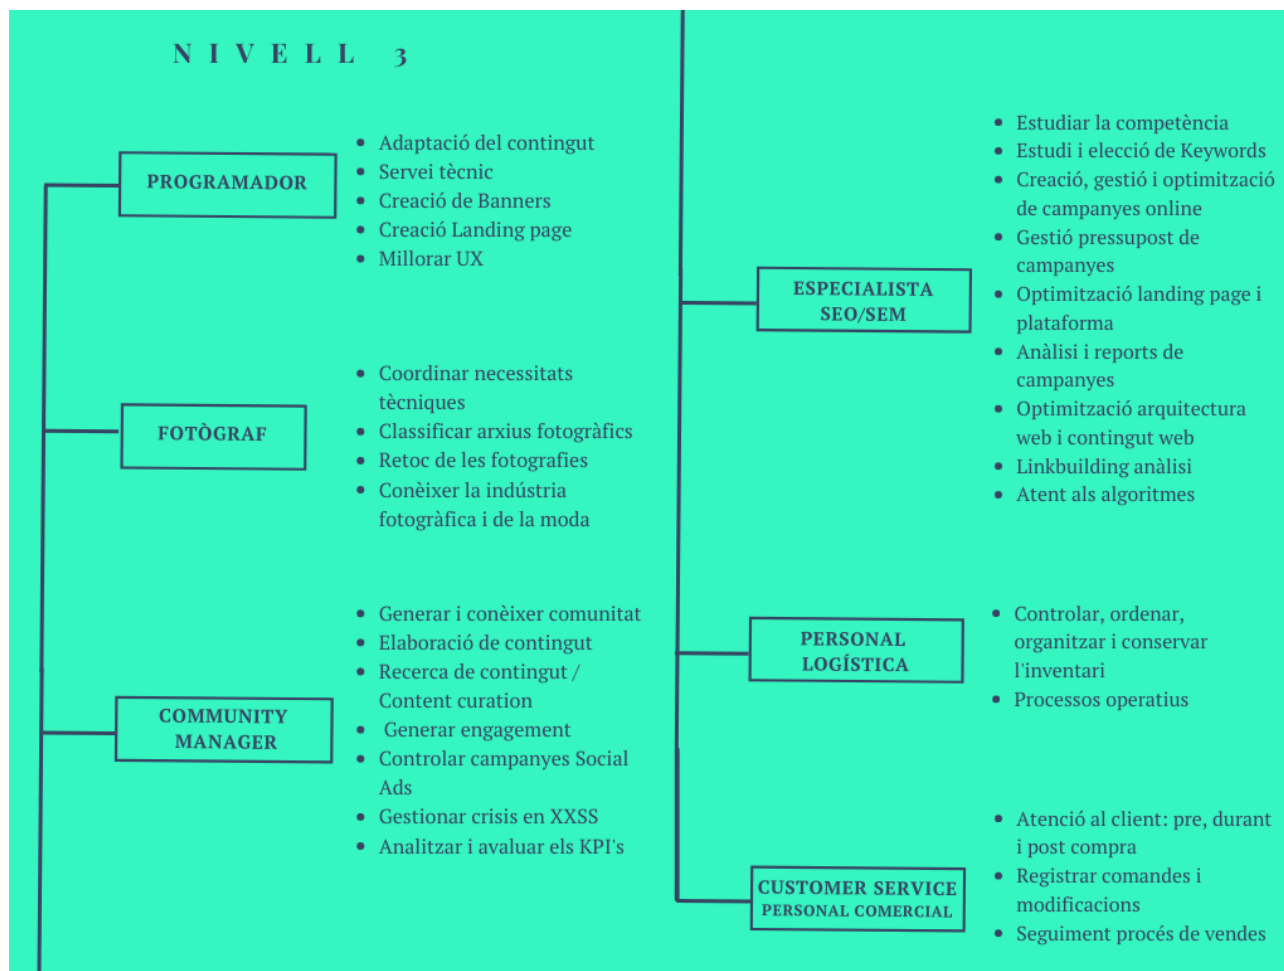 NIVELL 3
PROGRAMADOR
• Adaptació del contingut
• Servei tècnic
• Creació de Banners
• Creació Landing page
• Millorar UX
FOTÒGRAF
• Coordinar necessitats
tècniques
• Classificar arxius fotogràfics
• Retoc de les fotografies
• Conèixer la indústria
fotogràfica i de la moda
COMMUNITY
MANAGER
• Generar i conèixer comunitat
• Elaboració de contingut
• Recerca de contingut /
Content curation
• Generar engagement
• Controlar campanyes Social
Ads
• Gestionar crisis en XXSS
• Analitzar i avaluar els KPI's
ESPECIALISTA
SEO/SEM
• Estudiar la competència
• Estudi i elecció de Keywords
• Creació, gestió i optimització
de campanyes online
• Gestió pressupost de
campanyes
• Optimització landing page i
plataforma
• Anàlisi i reports de
campanyes
• Optimització arquitectura
web i contingut web
• Linkbuilding anàlisi
• Atent als algoritmes
PERSONAL
LOGÍSTICA
• Controlar, ordenar,
organitzar i conservar
l'inventari
• Processos operatius
CUSTOMER SERVICE
PERSONAL COMERCIAL
• Atenció al client: pre, durant
i post compra
• Registrar comandes i
modificacions
• Seguiment procés de vendes